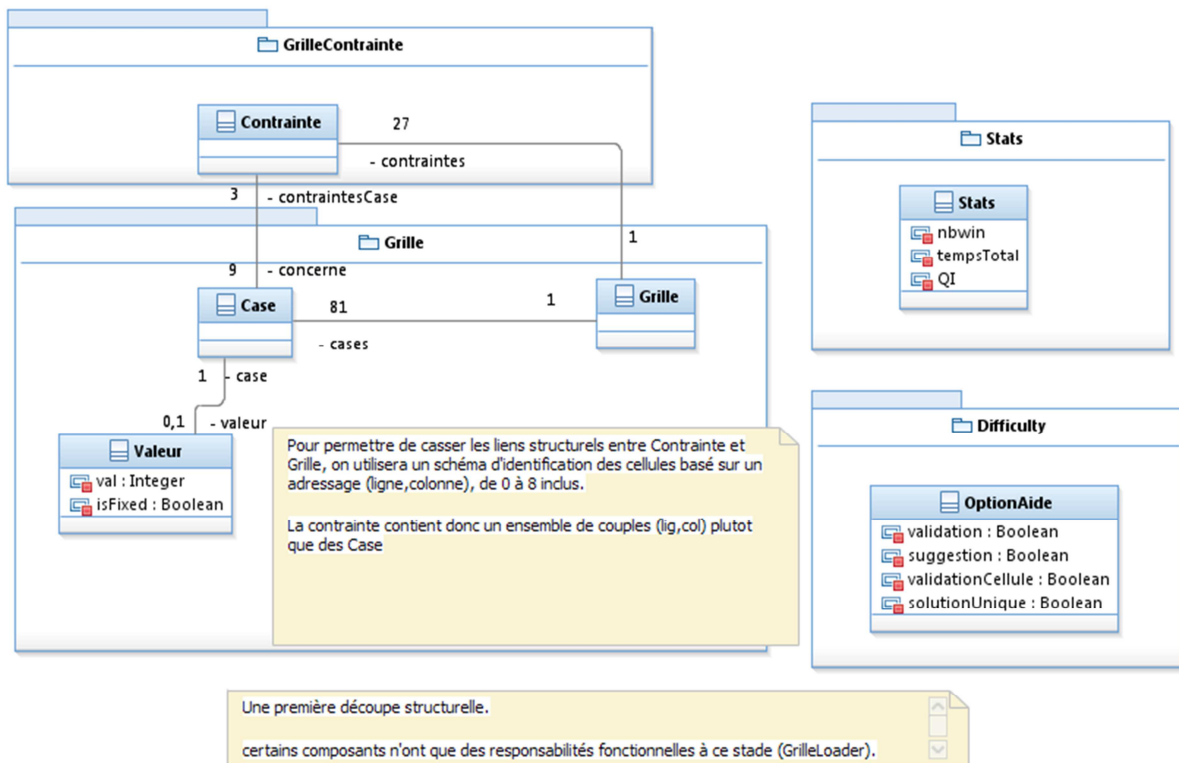 GrilleContrainte
Contrainte
27
- contraintes
3
- contraintesCase
Grille
1
9
- concerne
Case
81
1
Grille
- cases
1
- case
0,1
- valeur
Valeur
val : Integer
isFixed : Boolean
Pour permettre de casser les liens structurels entre Contrainte et
Grille, on utilisera un schéma d'identification des cellules basé sur un
adressage (ligne,colonne), de 0 à 8 inclus.
La contrainte contient donc un ensemble de couples (lig,col) plutot
que des Case
Stats
Stats
nbwin
tempsTotal
QI
Difficulty
OptionAide
validation : Boolean
suggestion : Boolean
validationCellule : Boolean
solutionUnique : Boolean
Une première découpe structurelle.
certains composants n'ont que des responsabilités fonctionnelles à ce stade (GrilleLoader).